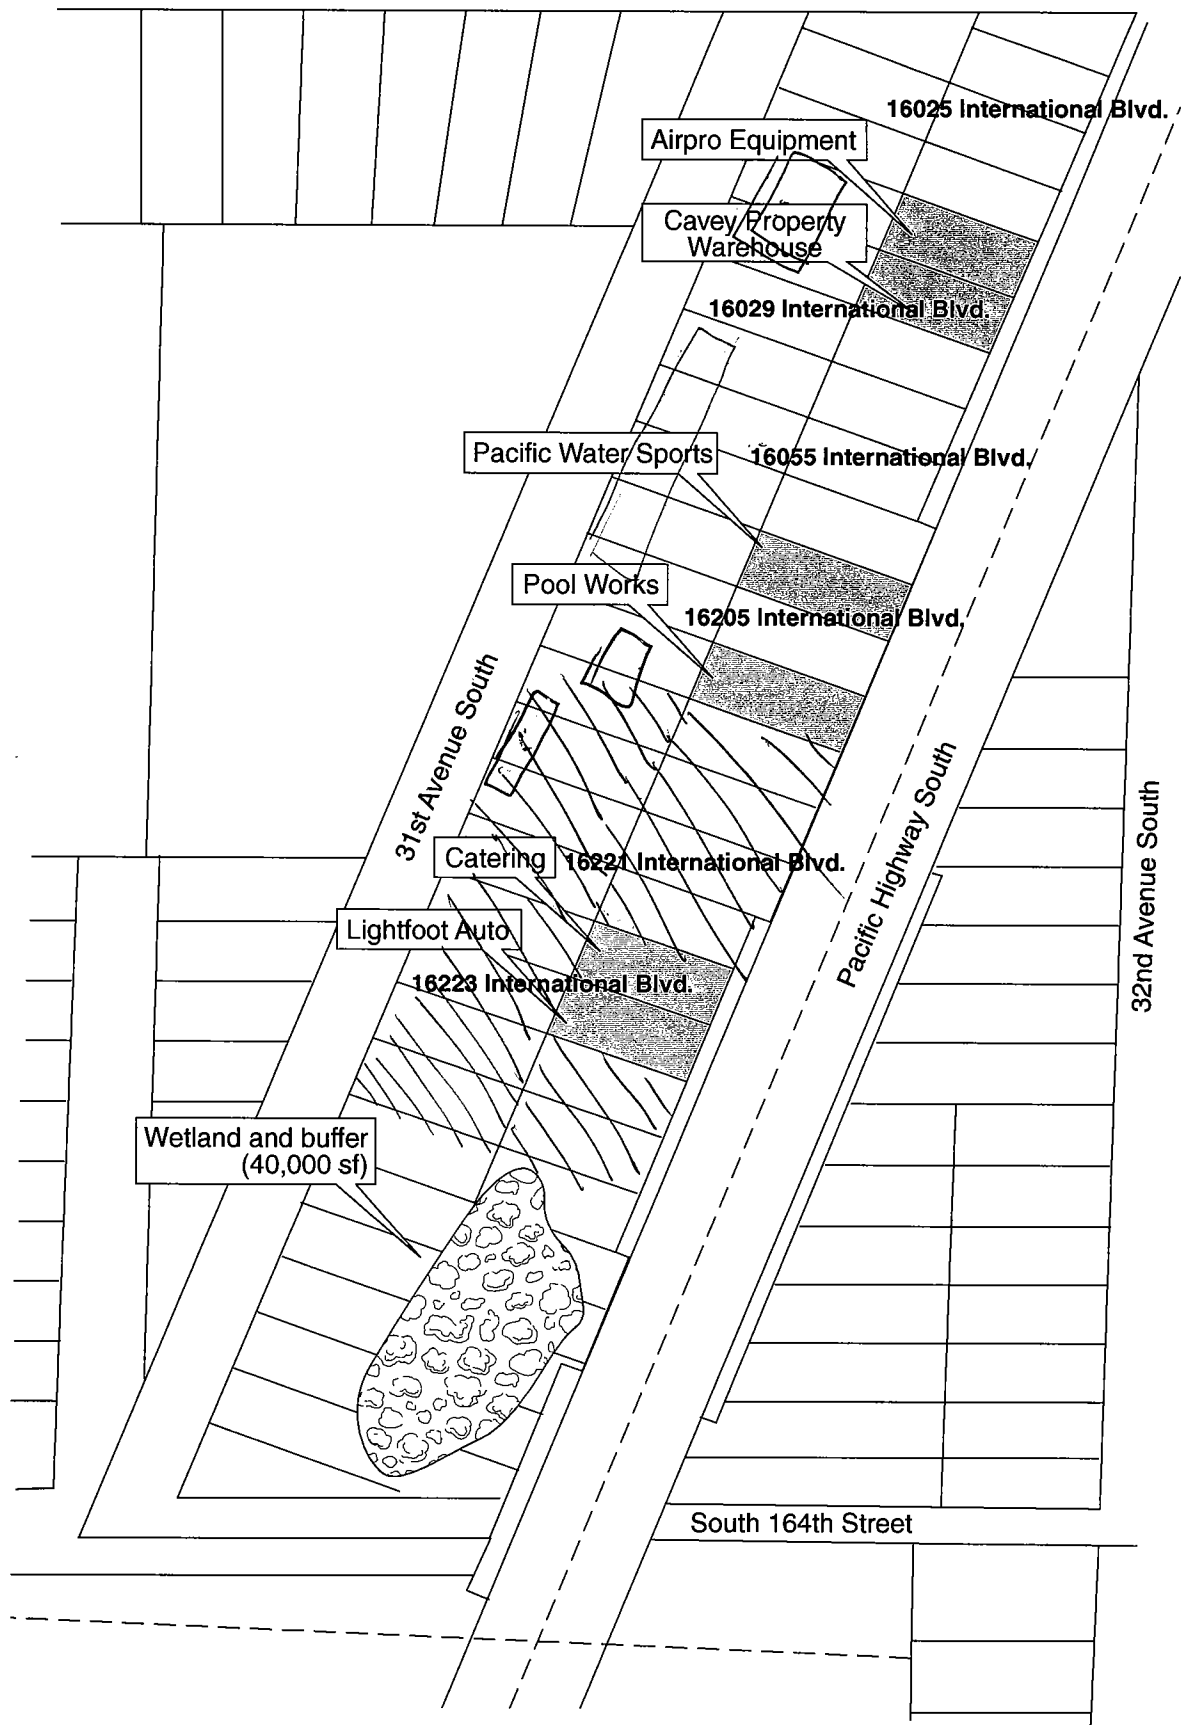 16025 International Blvd.
Airpro Equipment
Cavey Property
Warehouse
16029 International Blvd.
Pacific Water Sports
16055 International Blvd.
Pool Works
16205 International Blvd.
31st Avenue South
Pacific Highway South
32nd Avenue South
Catering
16221 International Blvd.
Lightfoot Auto
16223 International Blvd.
Wetland and buffer
(40,000 sf)
South 164th Street